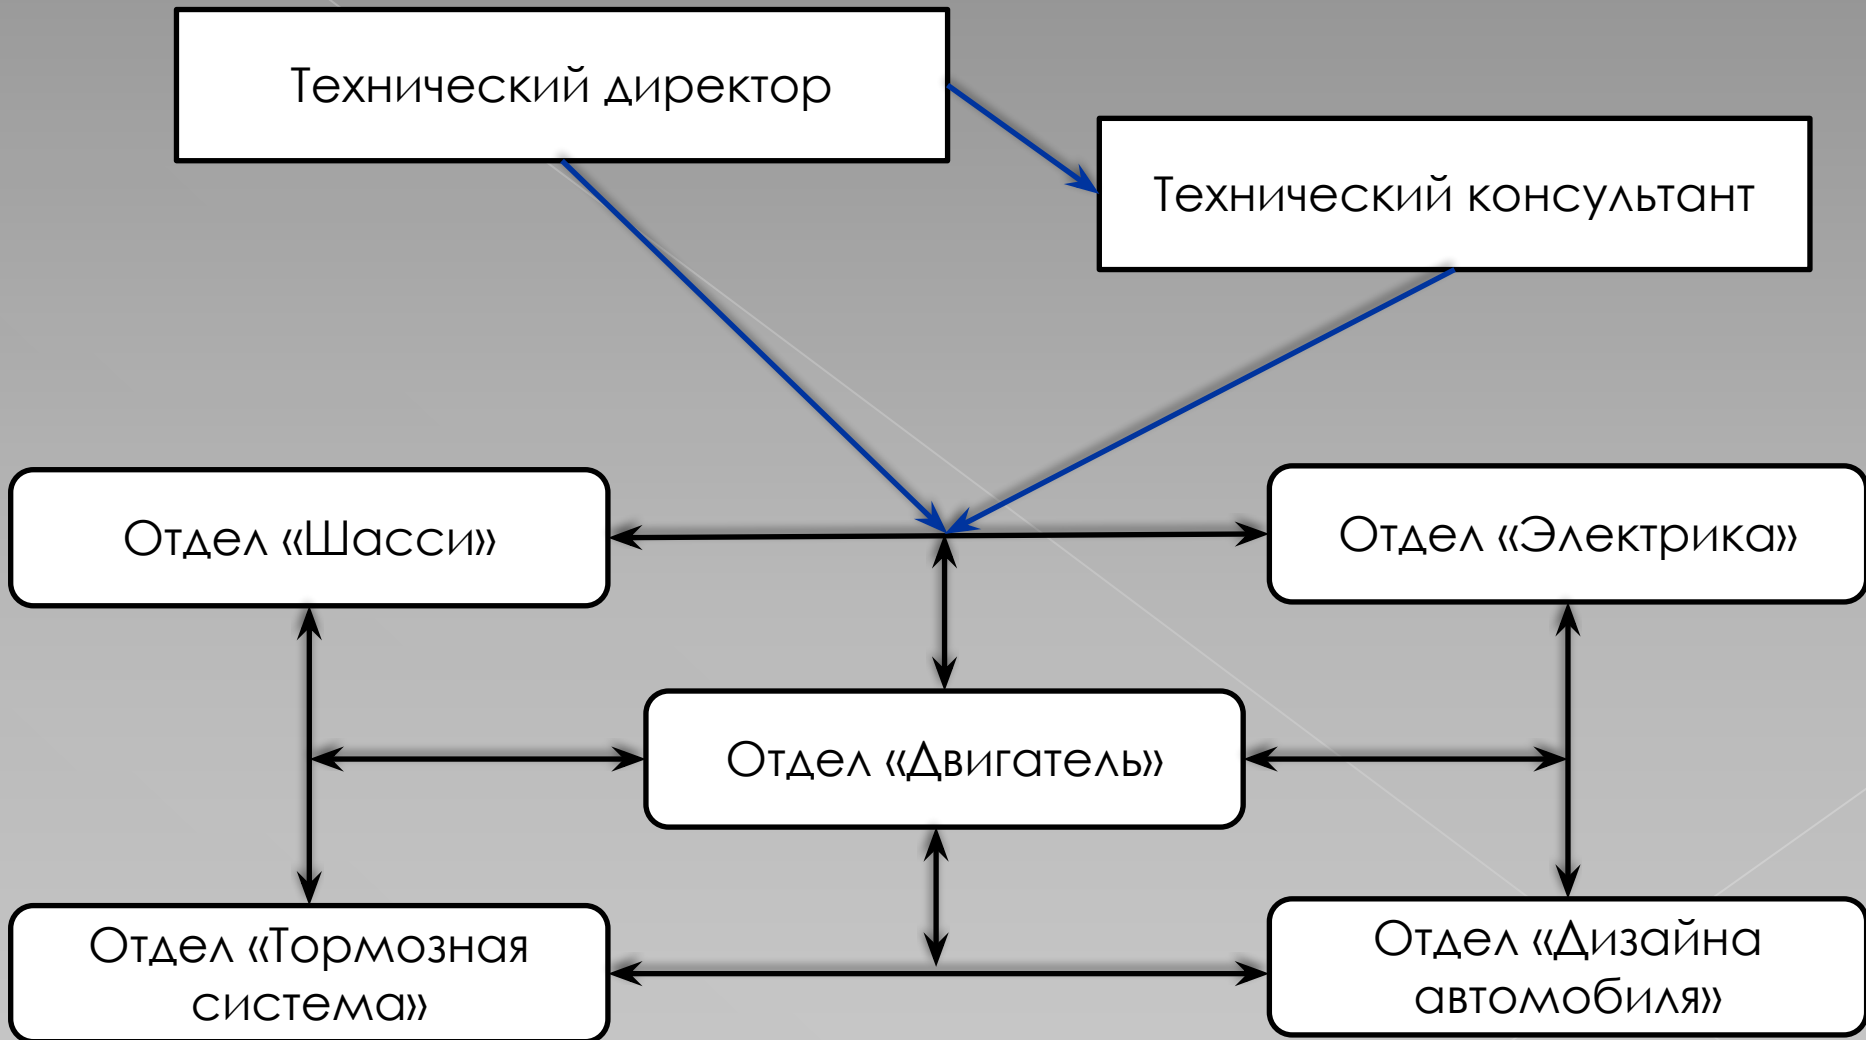 Технический директор
Технический консультант
Отдел «Шасси»
Отдел «Электрика»
Отдел «Двигатель»
Отдел «Тормозная
система»
Отдел «Дизайна
автомобиля»